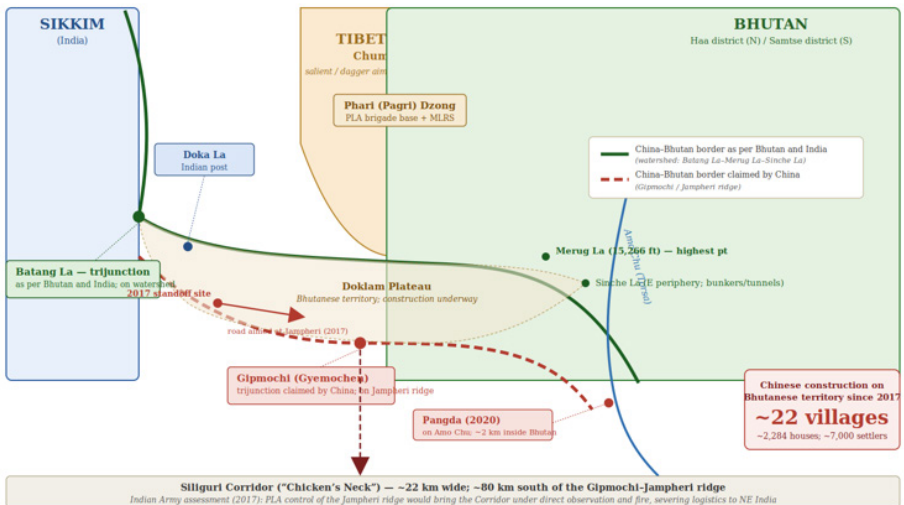 SIKKIM
(India)
TIBET
Chum
salient / dagger aim
BHUTAN
Haa district (N) / Samtse district (S)
Phari (Pagri) Dzong
PLA brigade base + MLRS
Doka La
Indian post
China–Bhutan border as per Bhutan and India
(watershed: Batang La–Merug La–Sinche La)
China–Bhutan border claimed by China
(Gipmochi / Jampheri ridge)
Amo Chu (Torsa)
Merug La (15,266 ft) — highest pt
Batang La — trijunction
as per Bhutan and India; on watershed
Sinche La (E periphery; bunkers/tunnels)
2017 standoff site
Doklam Plateau
Bhutanese territory; construction underway
road aimed at Jampheri (2017)
Gipmochi (Gyemochen)
trijunction claimed by China; on Jampheri ridge
Pangda (2020)
on Amo Chu; ~2 km inside Bhutan
Chinese construction on
Bhutanese territory since 2017
~22 villages
~2,284 houses; ~7,000 settlers
Siliguri Corridor (“Chicken’s Neck”) — ~22 km wide; ~80 km south of the Gipmochi–Jampheri ridge
Indian Army assessment (2017): PLA control of the Jampheri ridge would bring the Corridor under direct observation and fire, severing logistics to NE India